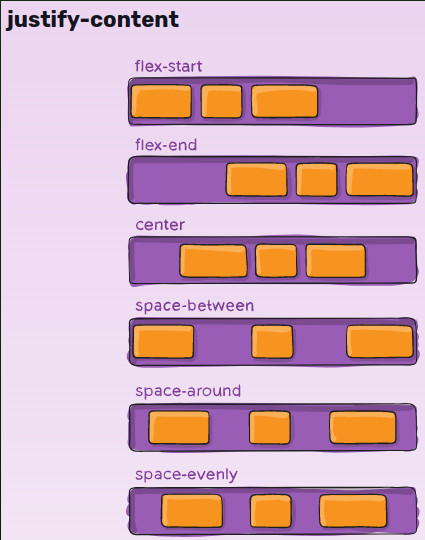 justify-content
flex-start
flex-end
center
space-between
space-around
space-evenly